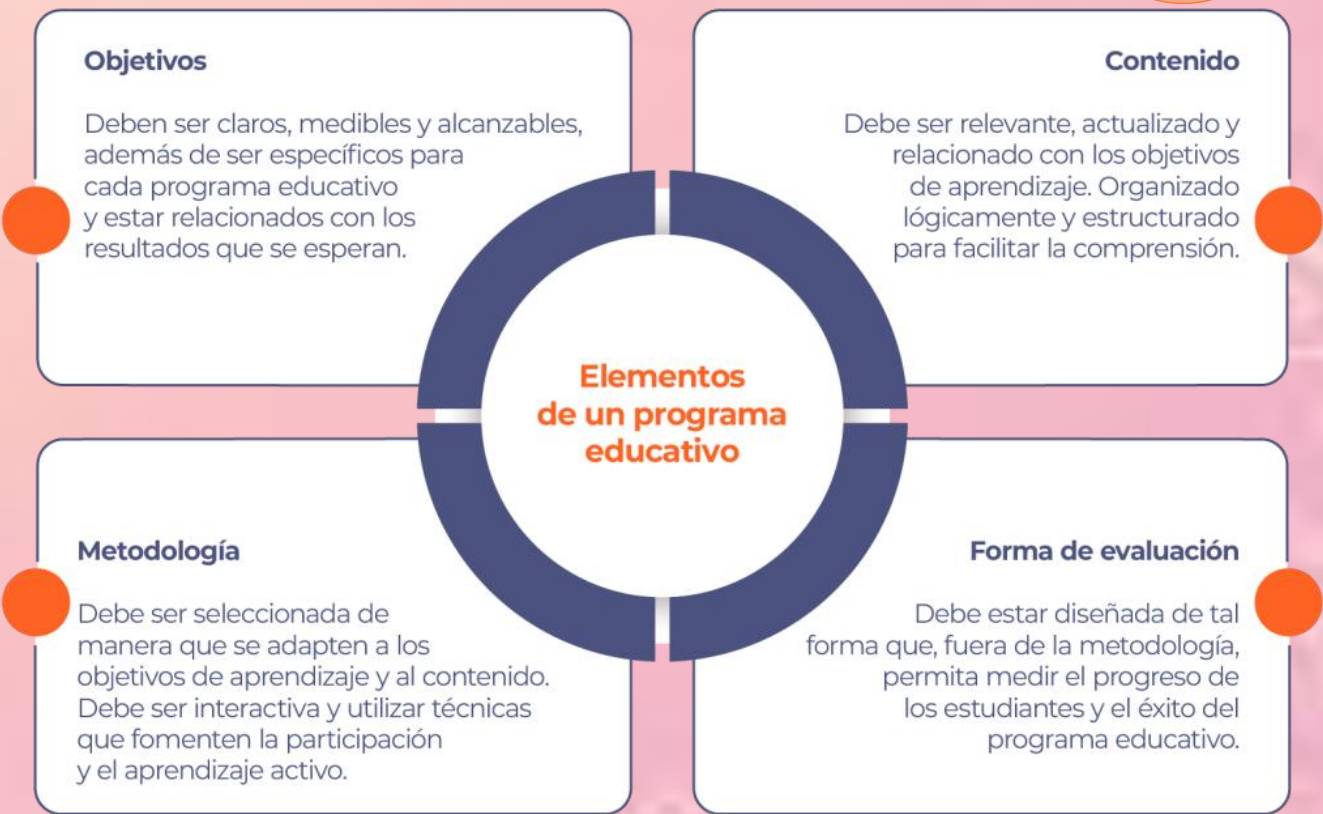 Objetivos
Deben ser claros, medibles y alcanzables,
además de ser específicos para
cada programa educativo
y estar relacionados con los
resultados que se esperan.
Contenido
Debe ser relevante, actualizado y
relacionado con los objetivos
de aprendizaje. Organizado
lógicamente y estructurado
para facilitar la comprensión.
Elementos
de un programa
educativo
Metodología
Debe ser seleccionada de
manera que se adapten a los
objetivos de aprendizaje y al contenido.
Debe ser interactiva y utilizar técnicas
que fomenten la participación
y el aprendizaje activo.
Forma de evaluación
Debe estar diseñada de tal
forma que, fuera de la metodología,
permita medir el progreso de
los estudiantes y el éxito del
programa educativo.